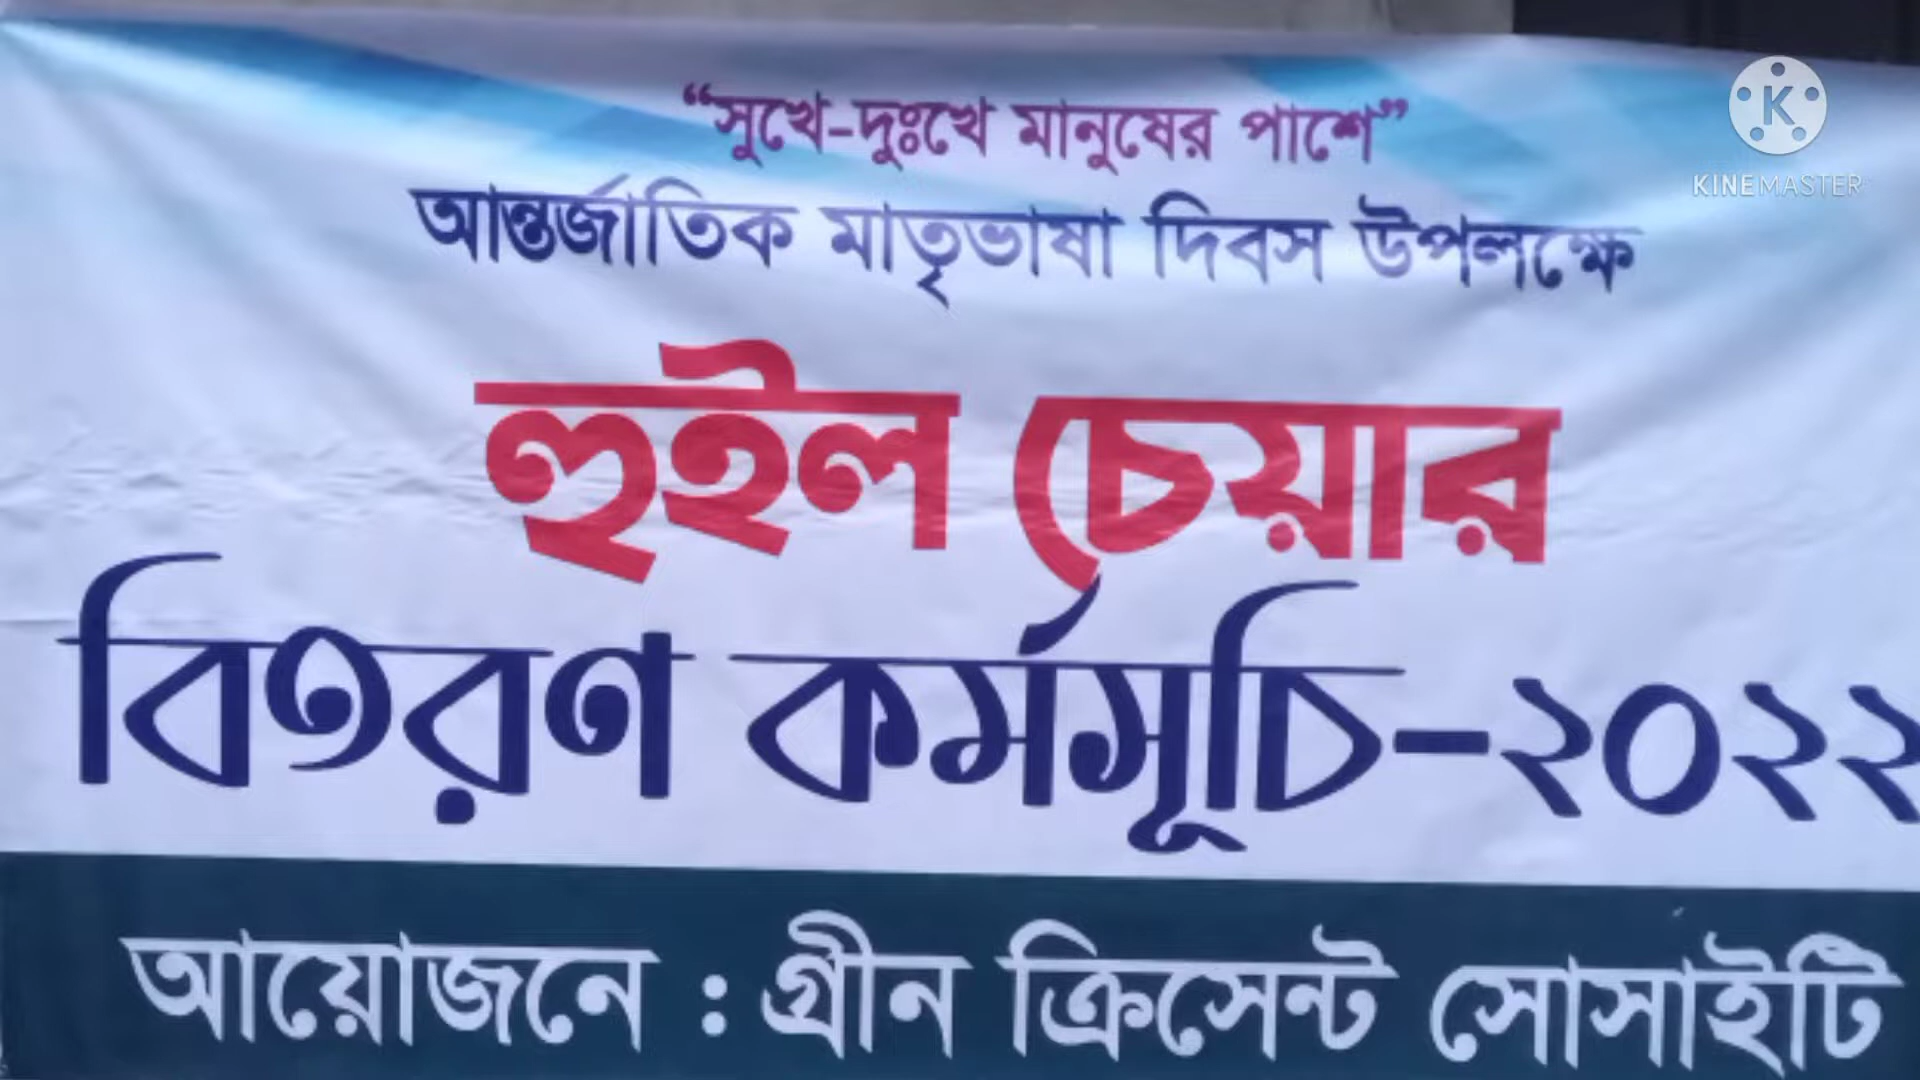 “সুখে-দুঃখে মানুষের পাশে”
আন্তর্জাতিক মাতৃভাষা দিবস উপলক্ষে
হুইল চেয়ার
বিতরণ কর্মসূচি-২০২২
আয়োজনে : গ্রীন ক্রিসেন্ট সোসাইটি
K
KINEMASTER